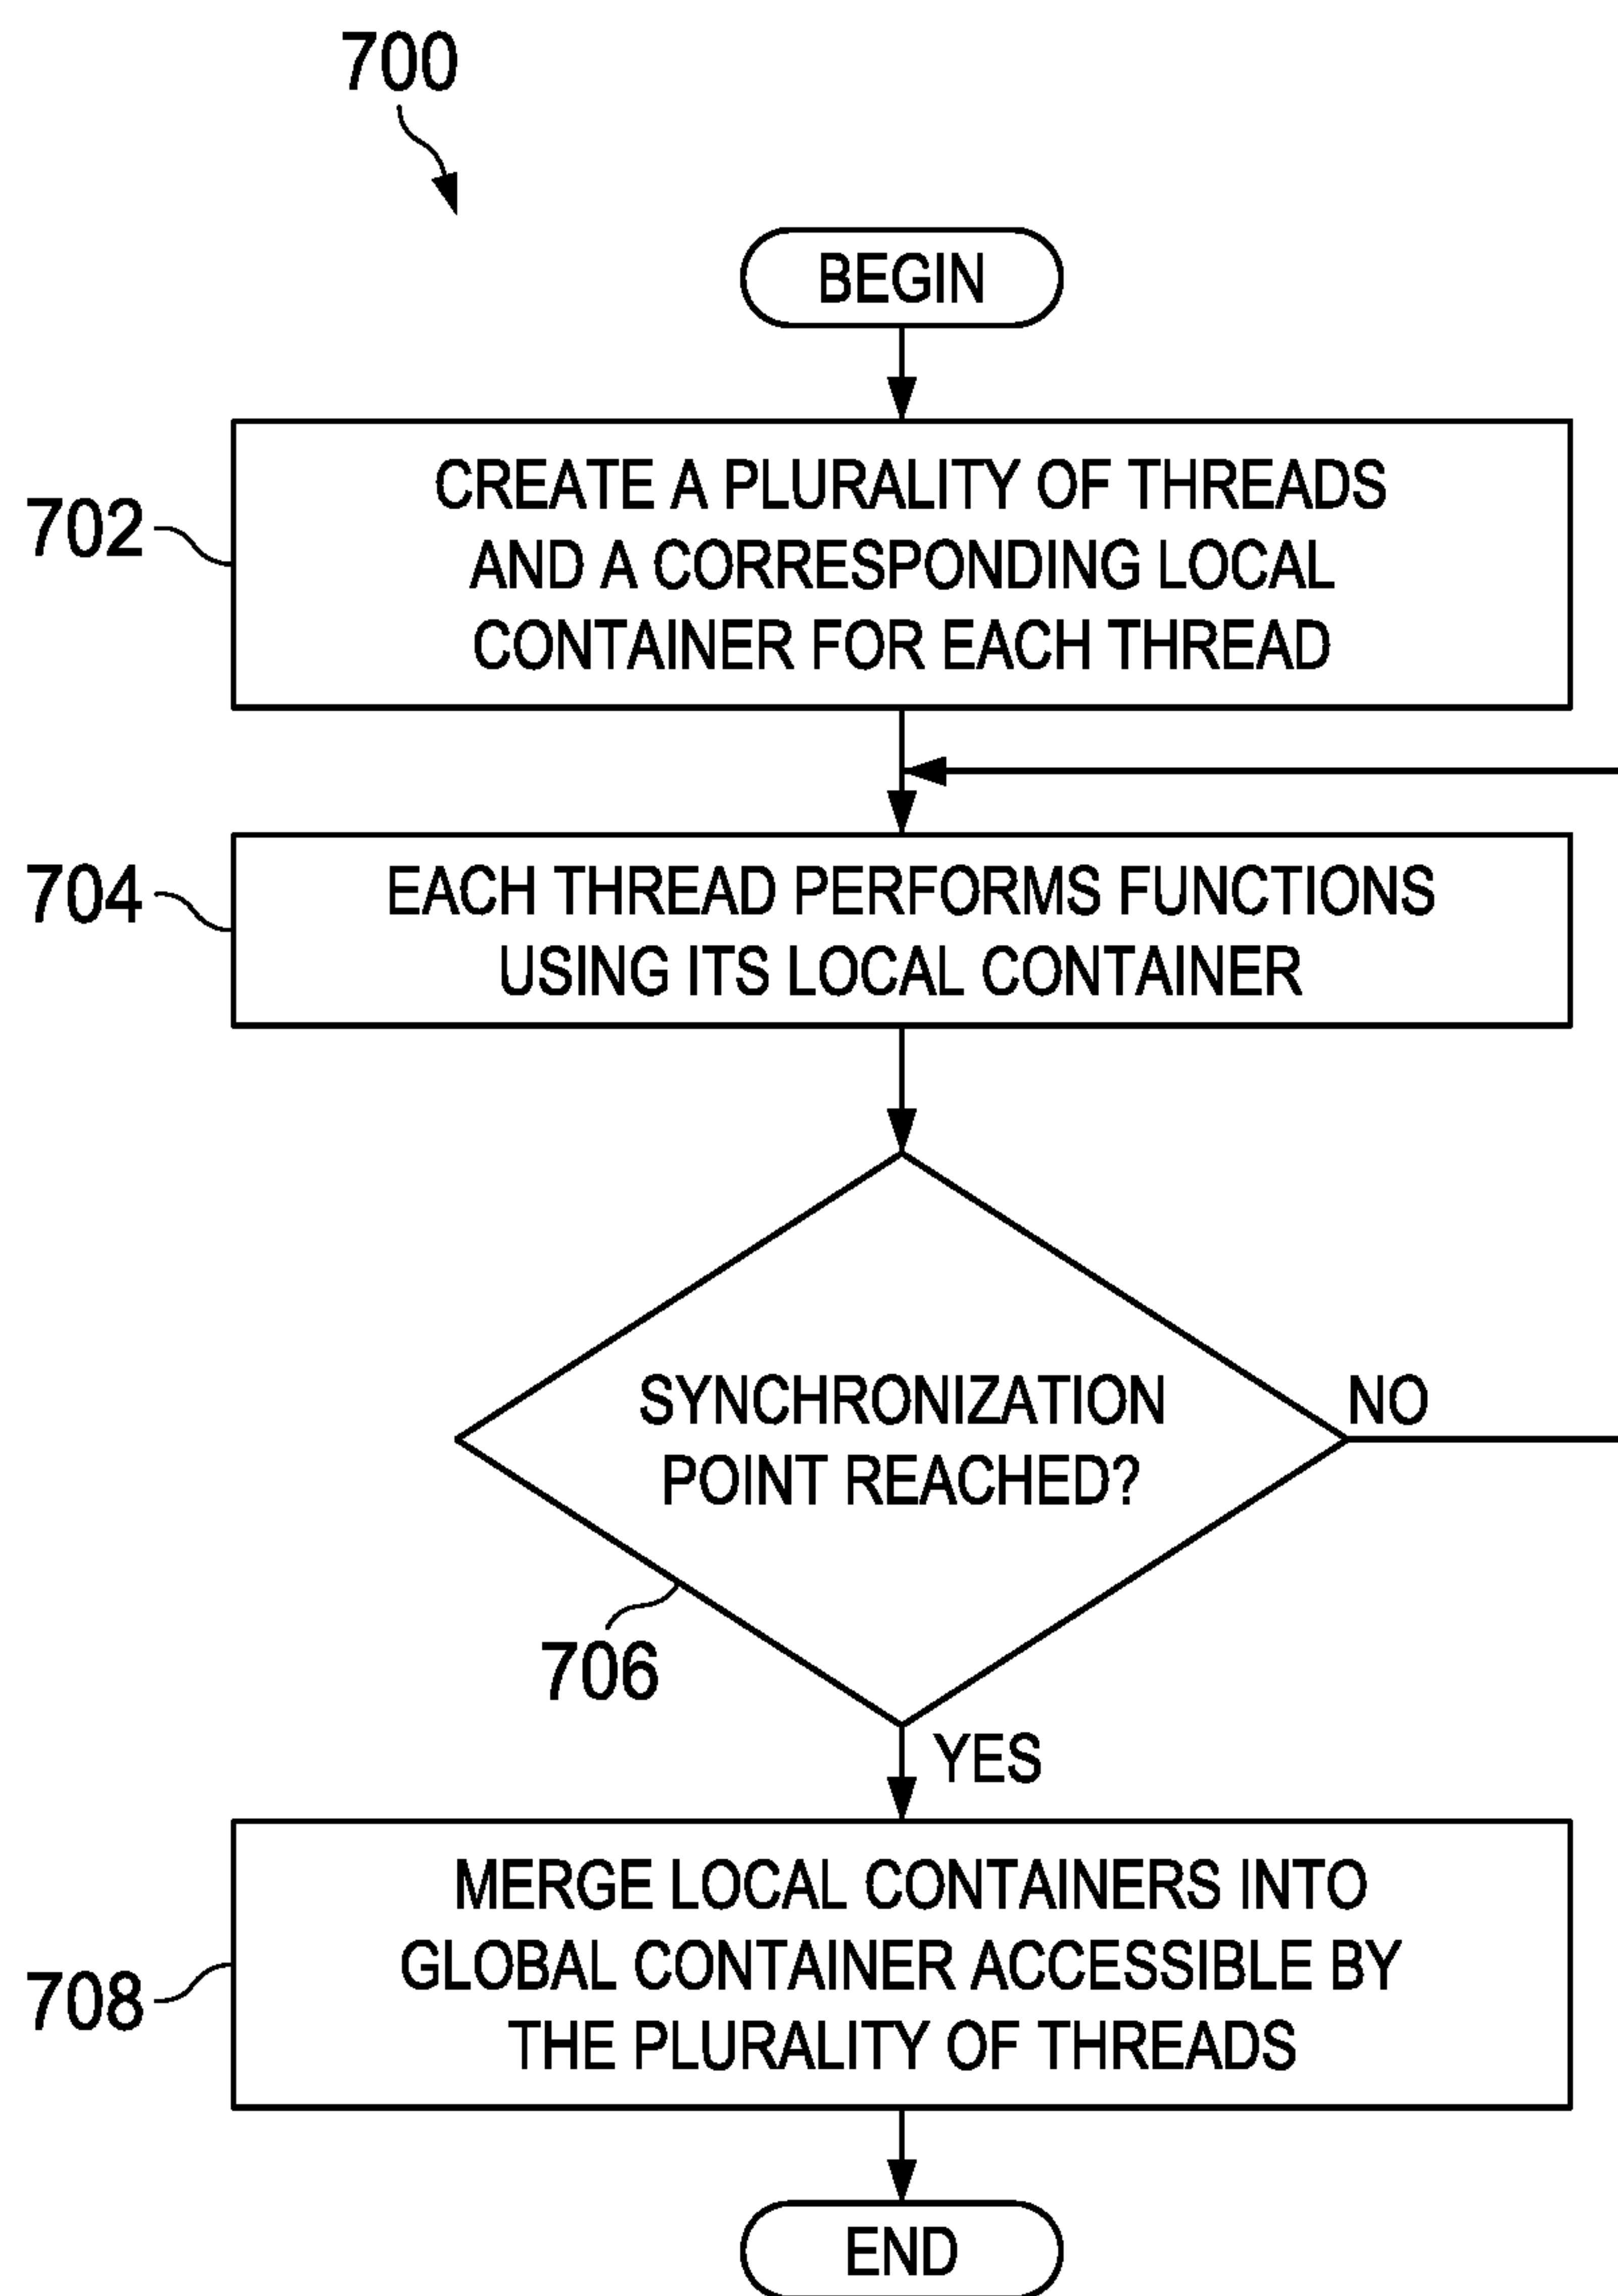 700
BEGIN
702
CREATE A PLURALITY OF THREADS
AND A CORRESPONDING LOCAL
CONTAINER FOR EACH THREAD
704
EACH THREAD PERFORMS FUNCTIONS
USING ITS LOCAL CONTAINER
SYNCHRONIZATION
POINT REACHED?
NO
706
YES
708
MERGE LOCAL CONTAINERS INTO
GLOBAL CONTAINER ACCESSIBLE BY
THE PLURALITY OF THREADS
END